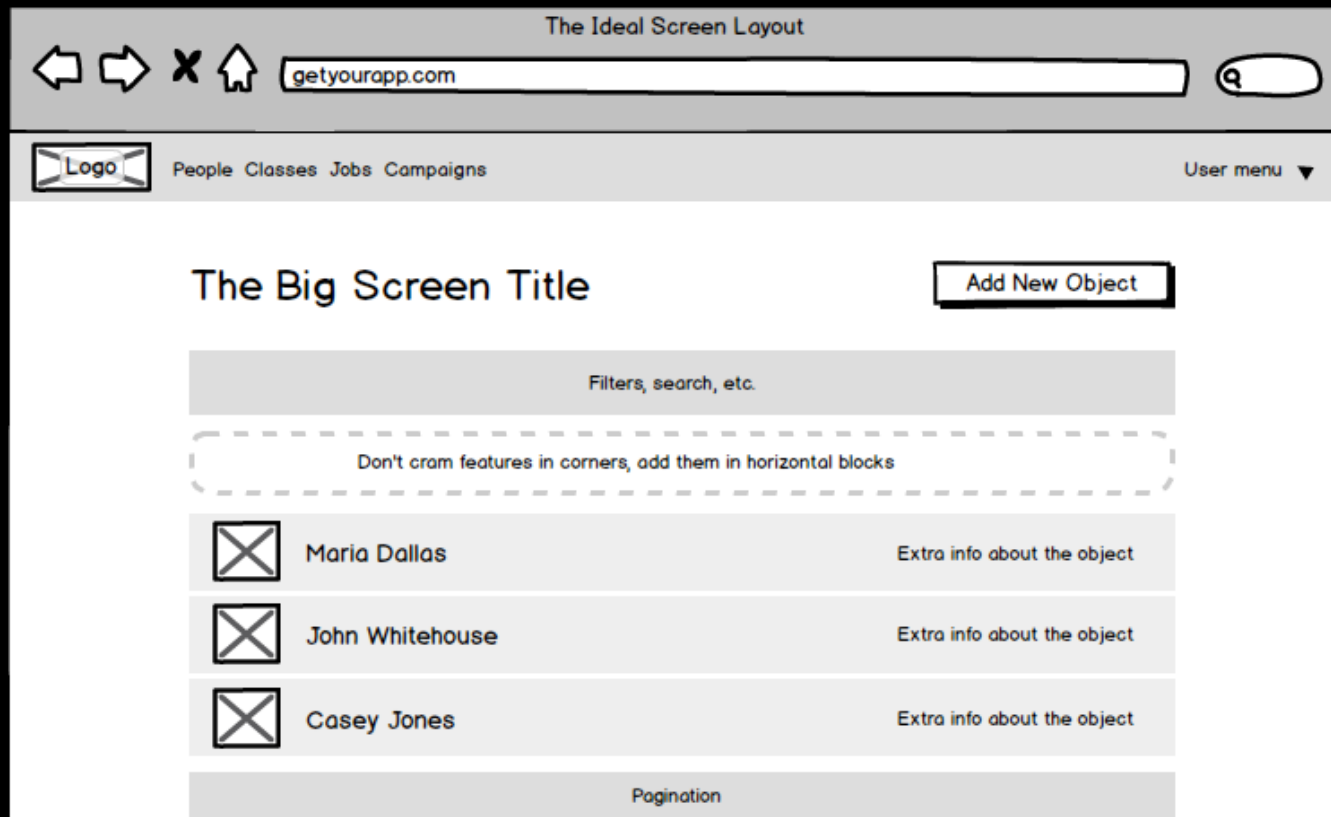 The Ideal Screen Layout
getyourapp.com
Logo People Classes Jobs Campaigns User menu
The Big Screen Title Add New Object
Filters, search, etc.
Don't cram features in corners, add them in horizontal blocks
Maria Dallas Extra info about the object
John Whitehouse Extra info about the object
Casey Jones Extra info about the object
Pagination